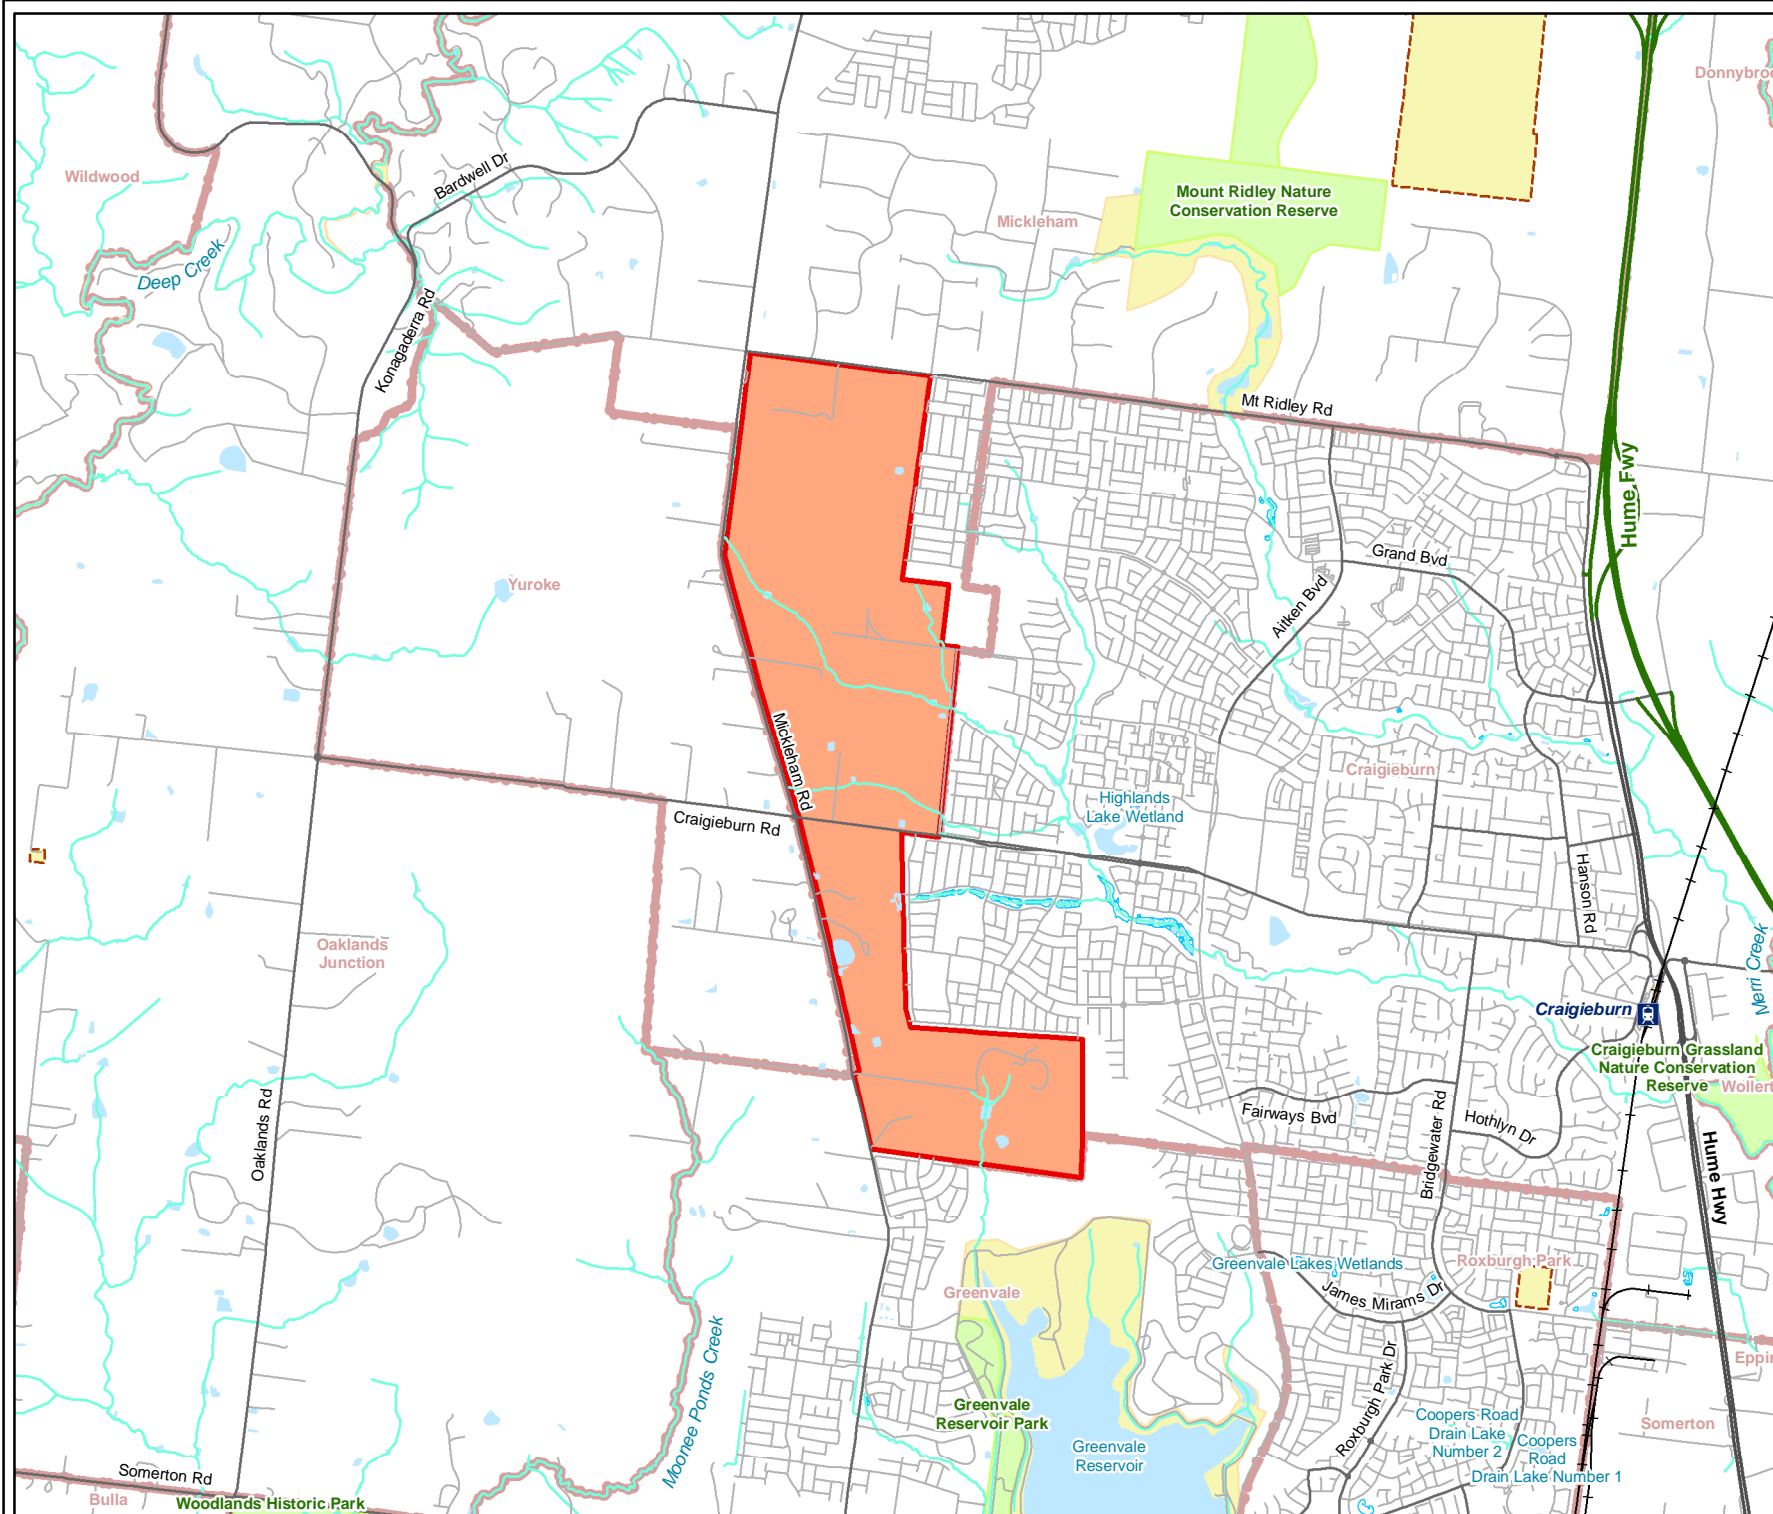 Donnybroo
Wildwood
Bardwell Dr
Mount Ridley Nature
Conservation Reserve
Mickleham
Deep Creek
Konagaderra Rd
Mt Ridley Rd
Hume Fwy
Grand Bvd
Yuroke
Aitken Bvd
Mickleham Rd
Craigieburn
Highlands
Lake Wetland
Craigieburn Rd
Hanson Rd
Oaklands
Junction
Merri Creek
Craigieburn
Craigieburn Grassland
Nature Conservation
Reserve
Wollert
Oaklands Rd
Fairways Bvd
Bridgewater Rd
Hothlyn Dr
Hume Hwy
Greenvale Lakes Wetlands
Roxburgh Park
Greenvale
James Mirams Dr
Moonee Ponds Creek
Roxburgh Park Dr
Eppin
Greenvale
Reservoir Park
Greenvale
Reservoir
Coopers Road
Drain Lake
Number 2
Coopers
Road
Drain Lake Number 1
Somerton
Somerton Rd
Bulla
Woodlands Historic Park